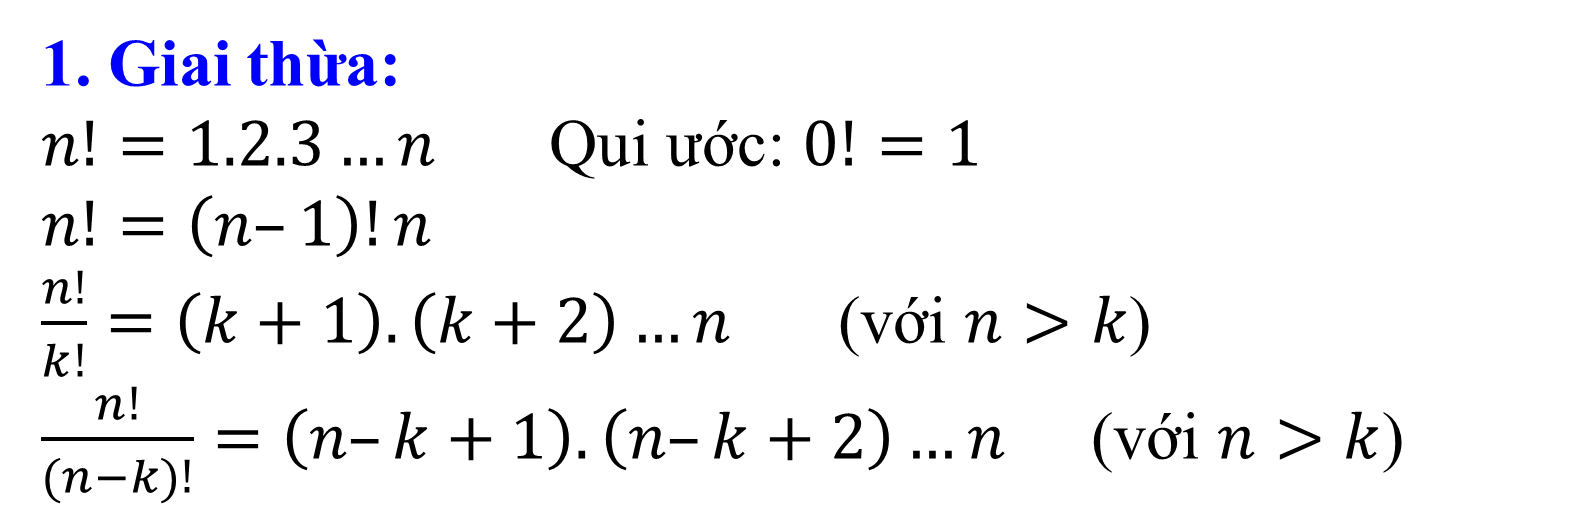 1. Giai thừa:
n! = 1.2.3 ... n Qui ước: 0! = 1
n! = (n– 1)! n
n!/k! = (k + 1). (k + 2) ... n (với n > k)
n!/(n−k)! = (n– k + 1). (n– k + 2) ... n (với n > k)